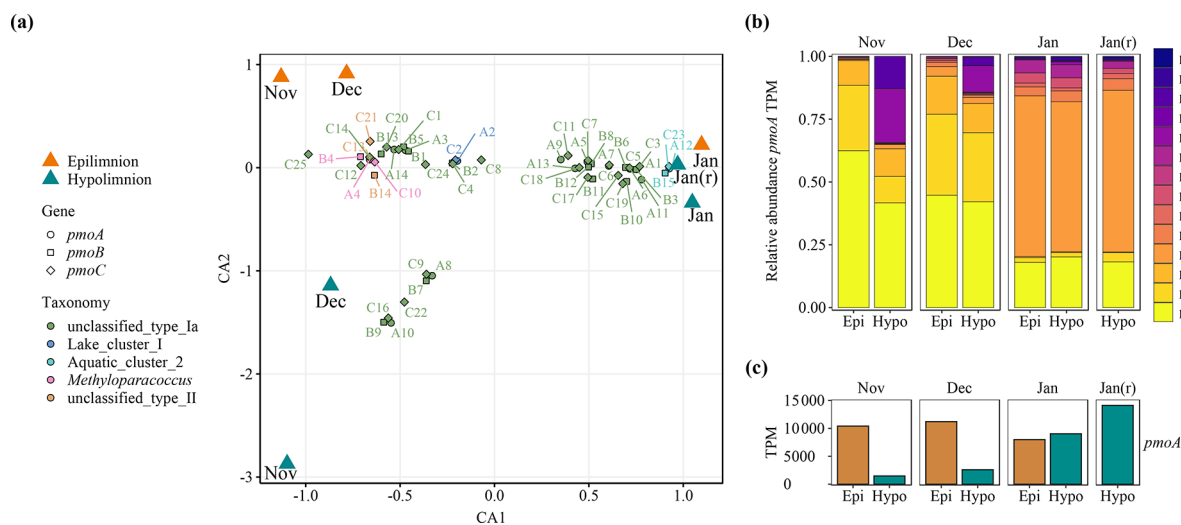 (a)
Epilimnion
Hypolimnion
Gene
pmoA
pmoB
pmoC
Taxonomy
unclassified_type_Ia
Lake_cluster_I
Aquatic_cluster_2
Methyloparacoccus
unclassified_type_II
CA2
1
0
-1
-2
-3
-1.0 -0.5 0.0 0.5 1.0
CA1
Nov
Dec
Dec
Nov
Jan
Jan(r)
Jan
C21
C20
C1
C14
B13
B5
A3
C13
C25
B4
C12
A4
A14
B14
B1
C10
C24
C4
B2
C2
A2
C8
C9
A8
B7
C16
C22
B9
A10
C11
C7
A9
A5
B8
B6
C3
C23
A12
A13
A7
C5
A1
C18
B12
C6
B15
C17
B11
A6
B3
C15
C19
B10
A11
(b)
Nov Dec Jan Jan(r)
Relative abundance pmoA TPM
1.00
0.75
0.50
0.25
0.00
Epi Hypo Epi Hypo Epi Hypo Hypo
(c)
Nov Dec Jan Jan(r)
TPM
15000
10000
5000
0
pmoA
Epi Hypo Epi Hypo Epi Hypo Hypo